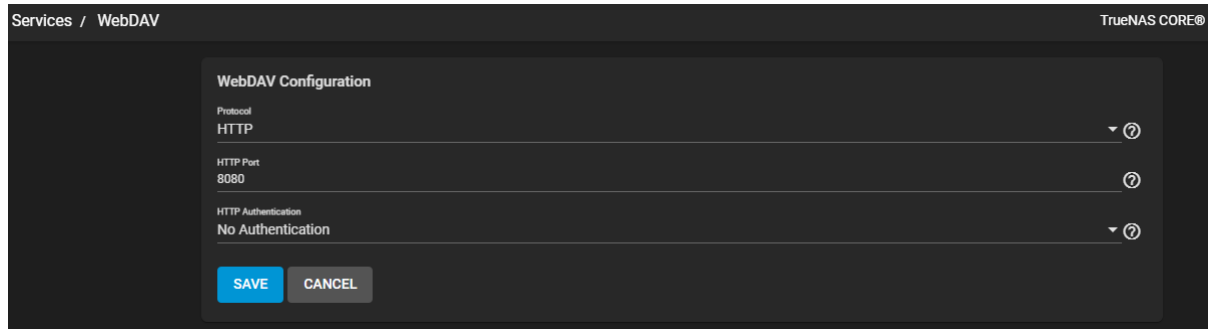 Services / WebDAV
TrueNAS CORE®
WebDAV Configuration
Protocol
HTTP
HTTP Port
8080
HTTP Authentication
No Authentication
SAVE CANCEL